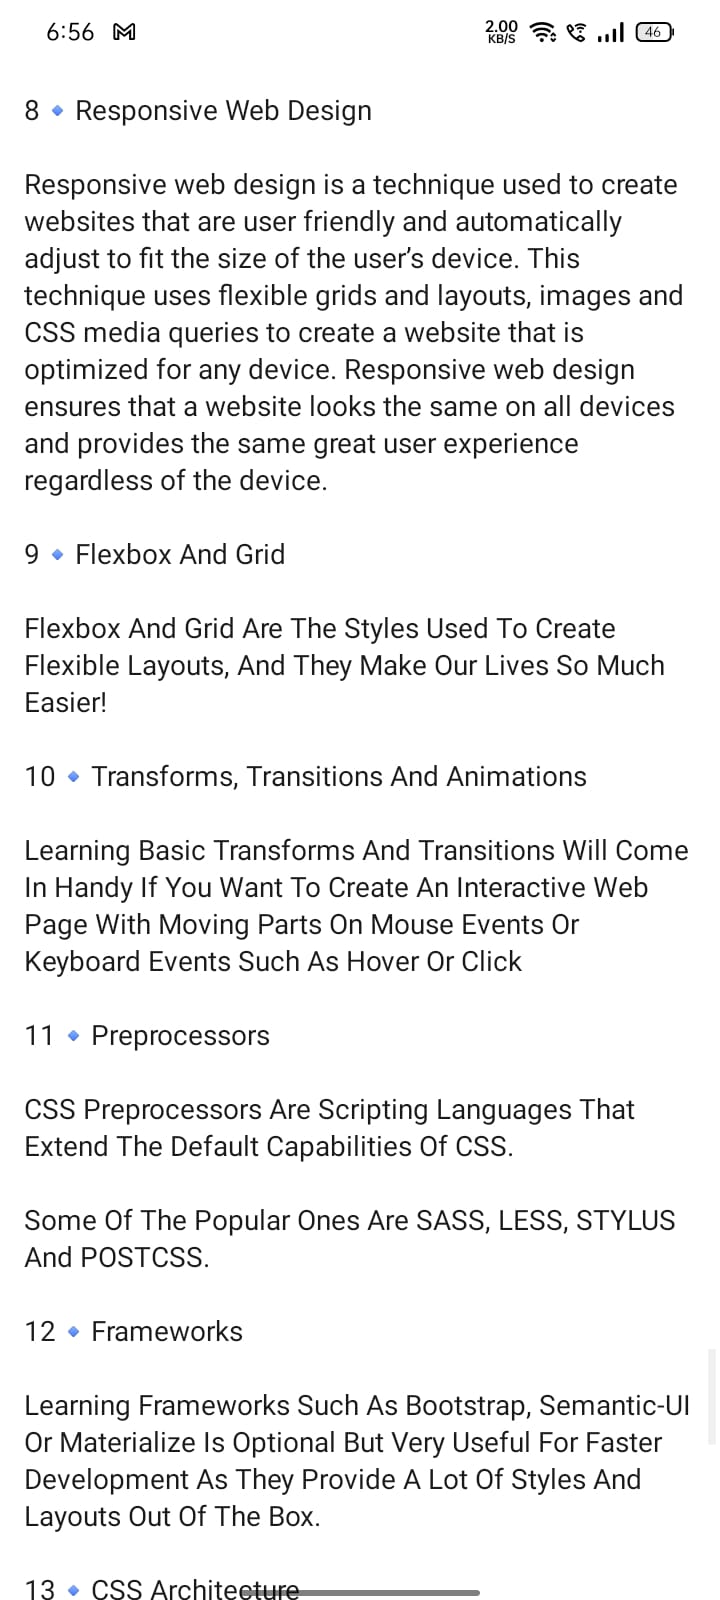 6:56 M 2.00 KB/S 46
8 🔹 Responsive Web Design
Responsive web design is a technique used to create
websites that are user friendly and automatically
adjust to fit the size of the user's device. This
technique uses flexible grids and layouts, images and
CSS media queries to create a website that is
optimized for any device. Responsive web design
ensures that a website looks the same on all devices
and provides the same great user experience
regardless of the device.
9 🔹 Flexbox And Grid
Flexbox And Grid Are The Styles Used To Create
Flexible Layouts, And They Make Our Lives So Much
Easier!
10 🔹 Transforms, Transitions And Animations
Learning Basic Transforms And Transitions Will Come
In Handy If You Want To Create An Interactive Web
Page With Moving Parts On Mouse Events Or
Keyboard Events Such As Hover Or Click
11 🔹 Preprocessors
CSS Preprocessors Are Scripting Languages That
Extend The Default Capabilities Of CSS.
Some Of The Popular Ones Are SASS, LESS, STYLUS
And POSTCSS.
12 🔹 Frameworks
Learning Frameworks Such As Bootstrap, Semantic-UI
Or Materialize Is Optional But Very Useful For Faster
Development As They Provide A Lot Of Styles And
Layouts Out Of The Box.
13 🔹 CSS Architecture